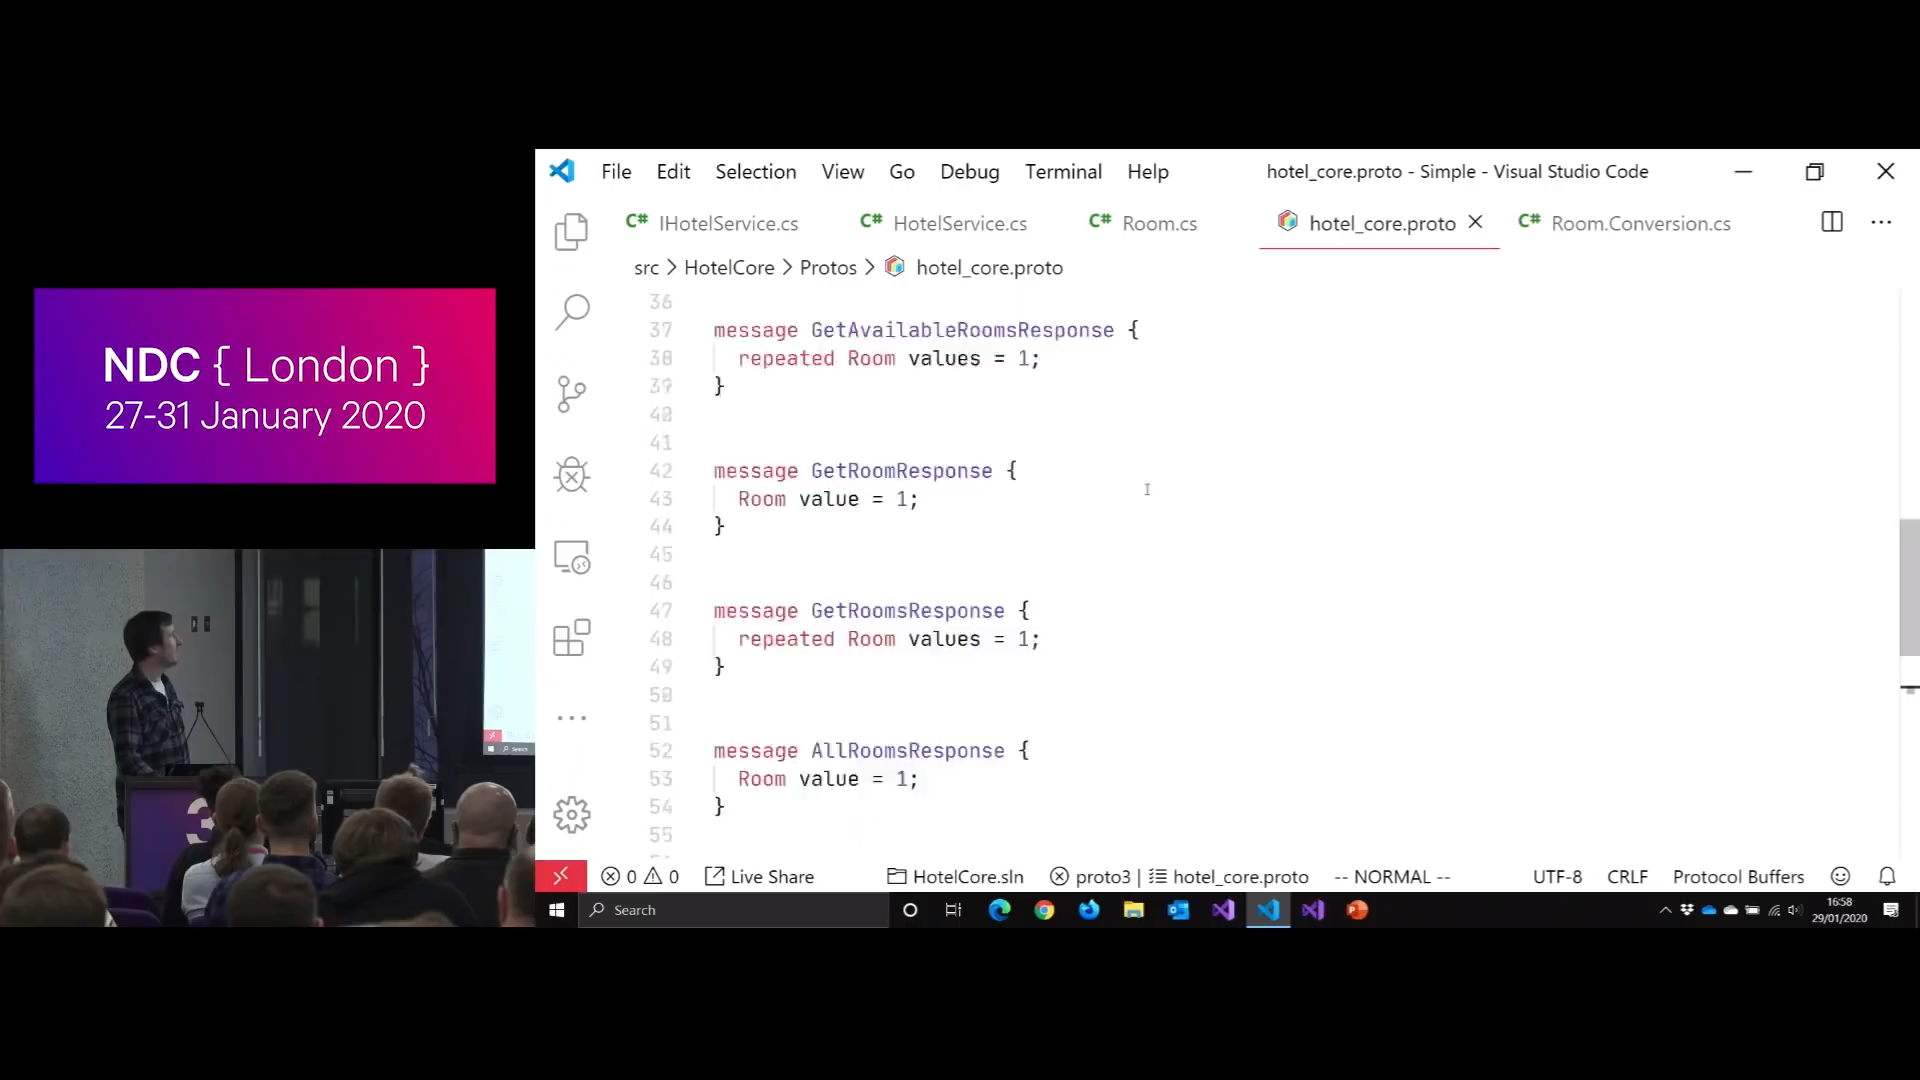 NDC { London }
27-31 January 2020
File Edit Selection View Go Debug Terminal Help
hotel_core.proto - Simple - Visual Studio Code
C# IHotelService.cs
C# HotelService.cs
C# Room.cs
hotel_core.proto
C# Room.Conversion.cs
src > HotelCore > Protos > hotel_core.proto
36
37 message GetAvailableRoomsResponse {
38 repeated Room values = 1;
39 }
40
41
42 message GetRoomResponse {
43 Room value = 1;
44 }
45
46
47 message GetRoomsResponse {
48 repeated Room values = 1;
49 }
50
51
52 message AllRoomsResponse {
53 Room value = 1;
54 }
55
0 0 Live Share HotelCore.sln proto3 | hotel_core.proto -- NORMAL -- UTF-8 CRLF Protocol Buffers
Search
16:58
29/01/2020
3
Search